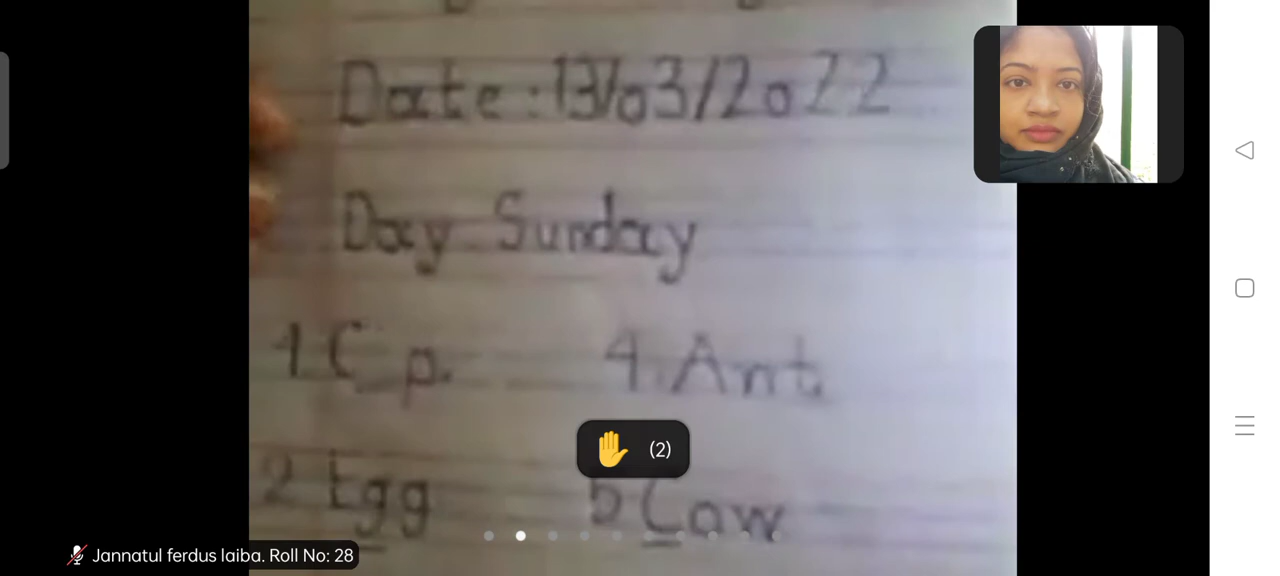 Date:13/03/2022
Day Sunday
1 C p. 4. Ant.
(2)
2 Egg 5 Cow
Jannatul ferdus laiba. Roll No: 28